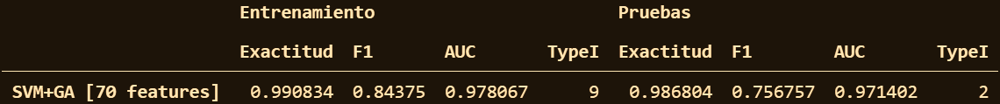 Entrenamiento Pruebas
Exactitud F1 AUC TypeI Exactitud F1 AUC TypeI
SVM+GA [70 features] 0.990834 0.84375 0.978067 9 0.986804 0.756757 0.971402 2